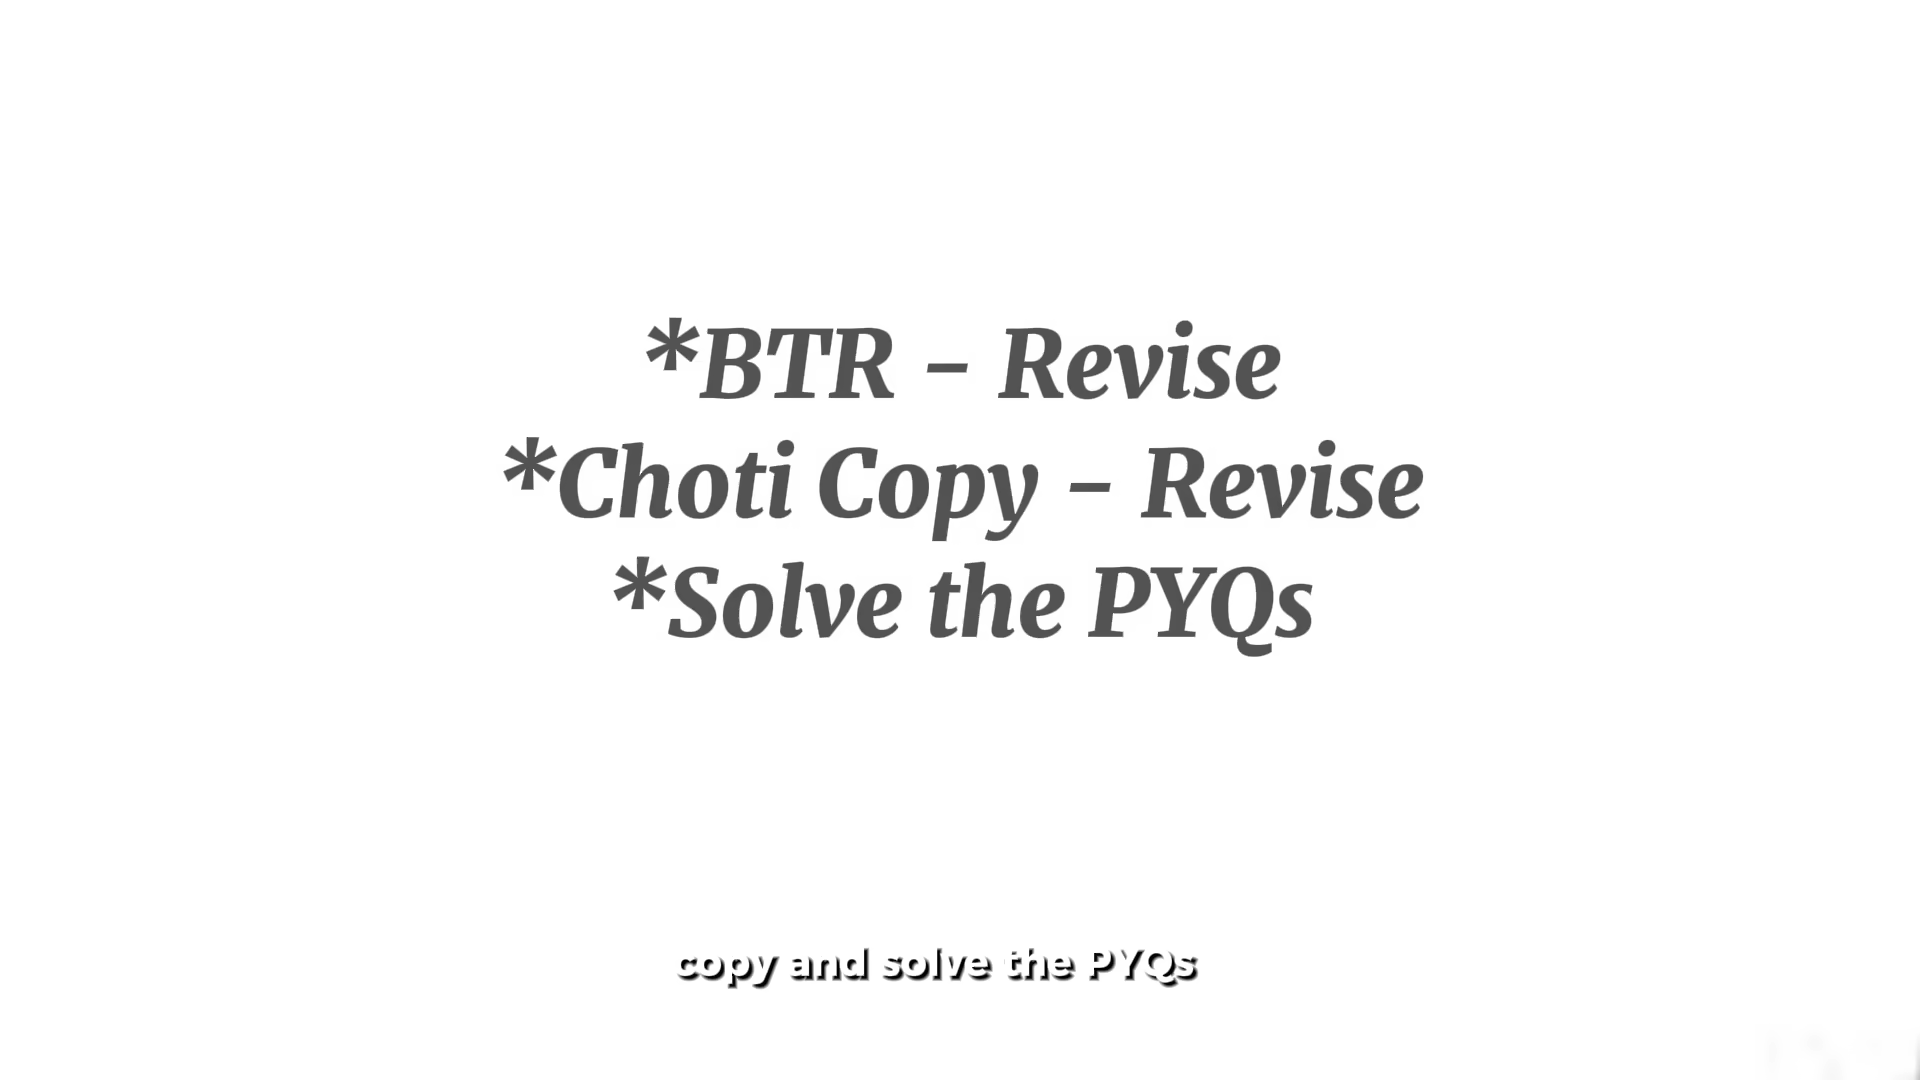 *BTR – Revise
*Choti Copy – Revise
*Solve the PYQs
copy and solve the PYQs